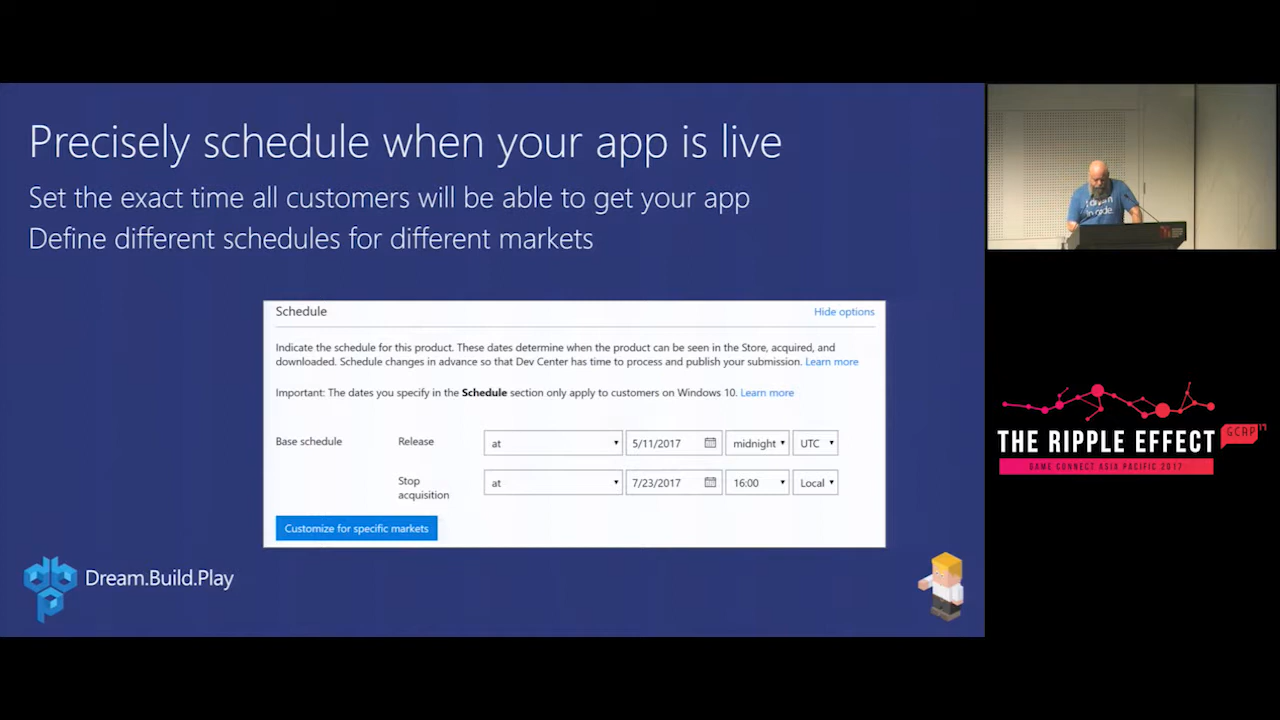 Precisely schedule when your app is live
Set the exact time all customers will be able to get your app
Define different schedules for different markets
Schedule
Hide options
Indicate the schedule for this product. These dates determine when the product can be seen in the Store, acquired, and
downloaded. Schedule changes in advance so that Dev Center has time to process and publish your submission. Learn more
Important: The dates you specify in the Schedule section only apply to customers on Windows 10. Learn more
Base schedule
Release
at
5/11/2017
midnight
UTC
Stop
acquisition
at
7/23/2017
16:00
Local
Customize for specific markets
Dream.Build.Play
in code.
THE RIPPLE EFFECT
GCAP17
GAME CONNECT ASIA PACIFIC 2017